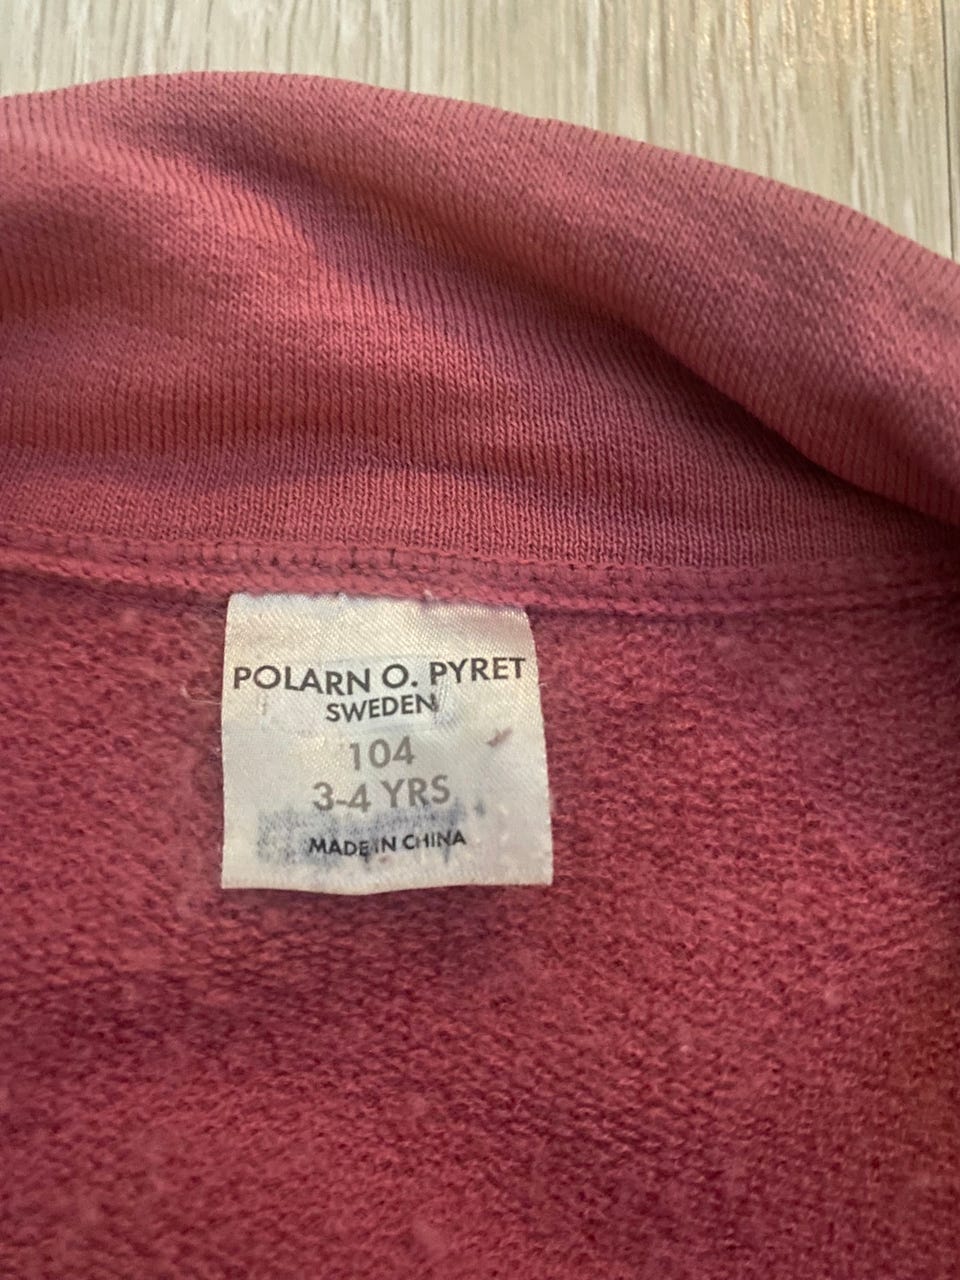 POLARN O. PYRET
SWEDEN
104
3-4 YRS
MADE IN CHINA